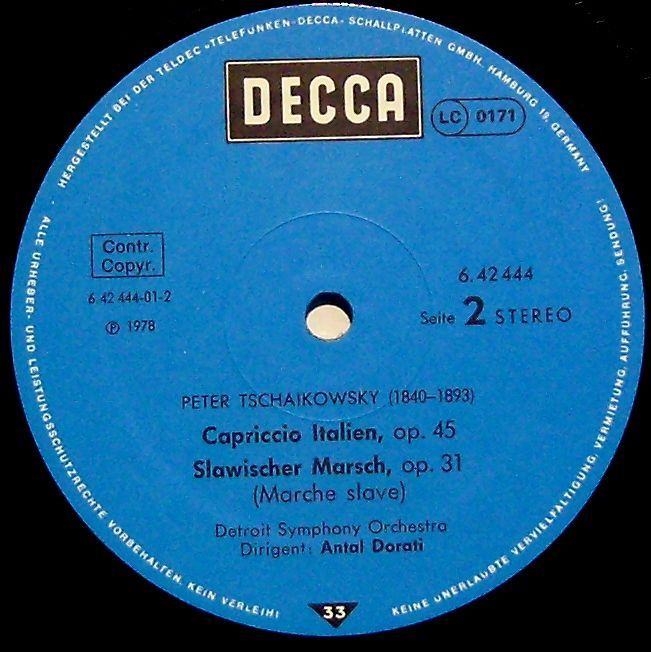 HERGESTELLT BEI DER TELDEC »TELEFUNKEN-DECCA« SCHALLPLATTEN GMBH, HAMBURG 19, GERMANY
DECCA
LC 0171
Contr.
Copyr.
6.42 444-01-2
Ⓟ 1978
6.42 444
Seite 2 STEREO
PETER TSCHAIKOWSKY (1840–1893)
Capriccio Italien, op. 45
Slawischer Marsch, op. 31
(Marche slave)
Detroit Symphony Orchestra
Dirigent: Antal Dorati
33
· ALLE URHEBER- UND LEISTUNGSSCHUTZRECHTE VORBEHALTEN. KEIN VERLEIH!
KEINE UNERLAUBTE VERVIELFÄLTIGUNG, VERMIETUNG, AUFFÜHRUNG, SENDUNG! ·